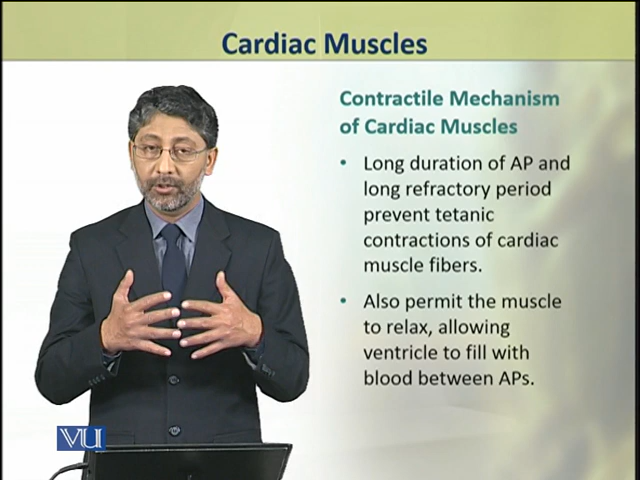 Cardiac Muscles
Contractile Mechanism
of Cardiac Muscles
• Long duration of AP and
long refractory period
prevent tetanic
contractions of cardiac
muscle fibers.
• Also permit the muscle
to relax, allowing
ventricle to fill with
blood between APs.
VU